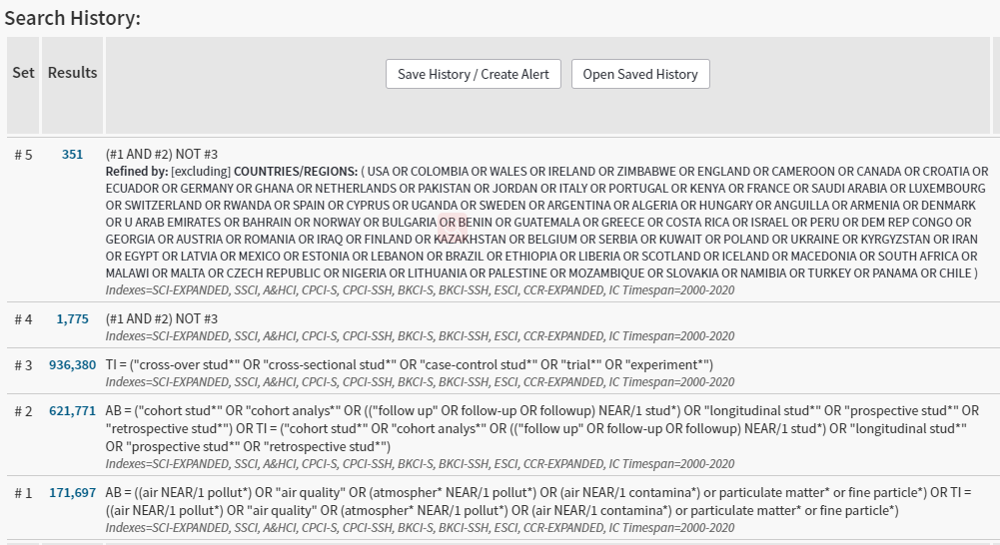 Search History:
Set Results Save History / Create Alert Open Saved History
# 5 351 (#1 AND #2) NOT #3
Refined by: [excluding] COUNTRIES/REGIONS: ( USA OR COLOMBIA OR WALES OR IRELAND OR ZIMBABWE OR ENGLAND OR CAMEROON OR CANADA OR CROATIA OR
ECUADOR OR GERMANY OR GHANA OR NETHERLANDS OR PAKISTAN OR JORDAN OR ITALY OR PORTUGAL OR KENYA OR FRANCE OR SAUDI ARABIA OR LUXEMBOURG
OR SWITZERLAND OR RWANDA OR SPAIN OR CYPRUS OR UGANDA OR SWEDEN OR ARGENTINA OR ALGERIA OR HUNGARY OR ANGUILLA OR ARMENIA OR DENMARK
OR U ARAB EMIRATES OR BAHRAIN OR NORWAY OR BULGARIA OR BENIN OR GUATEMALA OR GREECE OR COSTA RICA OR ISRAEL OR PERU OR DEM REP CONGO OR
GEORGIA OR AUSTRIA OR ROMANIA OR IRAQ OR FINLAND OR KAZAKHSTAN OR BELGIUM OR SERBIA OR KUWAIT OR POLAND OR UKRAINE OR KYRGYZSTAN OR IRAN
OR EGYPT OR LATVIA OR MEXICO OR ESTONIA OR LEBANON OR BRAZIL OR ETHIOPIA OR LIBERIA OR SCOTLAND OR ICELAND OR MACEDONIA OR SOUTH AFRICA OR
MALAWI OR MALTA OR CZECH REPUBLIC OR NIGERIA OR LITHUANIA OR PALESTINE OR MOZAMBIQUE OR SLOVAKIA OR NAMIBIA OR TURKEY OR PANAMA OR CHILE )
Indexes=SCI-EXPANDED, SSCI, A&HCI, CPCI-S, CPCI-SSH, BKCI-S, BKCI-SSH, ESCI, CCR-EXPANDED, IC Timespan=2000-2020
# 4 1,775 (#1 AND #2) NOT #3
Indexes=SCI-EXPANDED, SSCI, A&HCI, CPCI-S, CPCI-SSH, BKCI-S, BKCI-SSH, ESCI, CCR-EXPANDED, IC Timespan=2000-2020
# 3 936,380 TI = ("cross-over stud*" OR "cross-sectional stud*" OR "case-control stud*" OR "trial*" OR "experiment*")
Indexes=SCI-EXPANDED, SSCI, A&HCI, CPCI-S, CPCI-SSH, BKCI-S, BKCI-SSH, ESCI, CCR-EXPANDED, IC Timespan=2000-2020
# 2 621,771 AB = ("cohort stud*" OR "cohort analys*" OR (("follow up" OR follow-up OR followup) NEAR/1 stud*) OR "longitudinal stud*" OR "prospective stud*" OR
"retrospective stud*") OR TI = ("cohort stud*" OR "cohort analys*" OR (("follow up" OR follow-up OR followup) NEAR/1 stud*) OR "longitudinal stud*"
OR "prospective stud*" OR "retrospective stud*")
Indexes=SCI-EXPANDED, SSCI, A&HCI, CPCI-S, CPCI-SSH, BKCI-S, BKCI-SSH, ESCI, CCR-EXPANDED, IC Timespan=2000-2020
# 1 171,697 AB = ((air NEAR/1 pollut*) OR "air quality" OR (atmospher* NEAR/1 pollut*) OR (air NEAR/1 contamina*) or particulate matter* or fine particle*) OR TI =
((air NEAR/1 pollut*) OR "air quality" OR (atmospher* NEAR/1 pollut*) OR (air NEAR/1 contamina*) or particulate matter* or fine particle*)
Indexes=SCI-EXPANDED, SSCI, A&HCI, CPCI-S, CPCI-SSH, BKCI-S, BKCI-SSH, ESCI, CCR-EXPANDED, IC Timespan=2000-2020